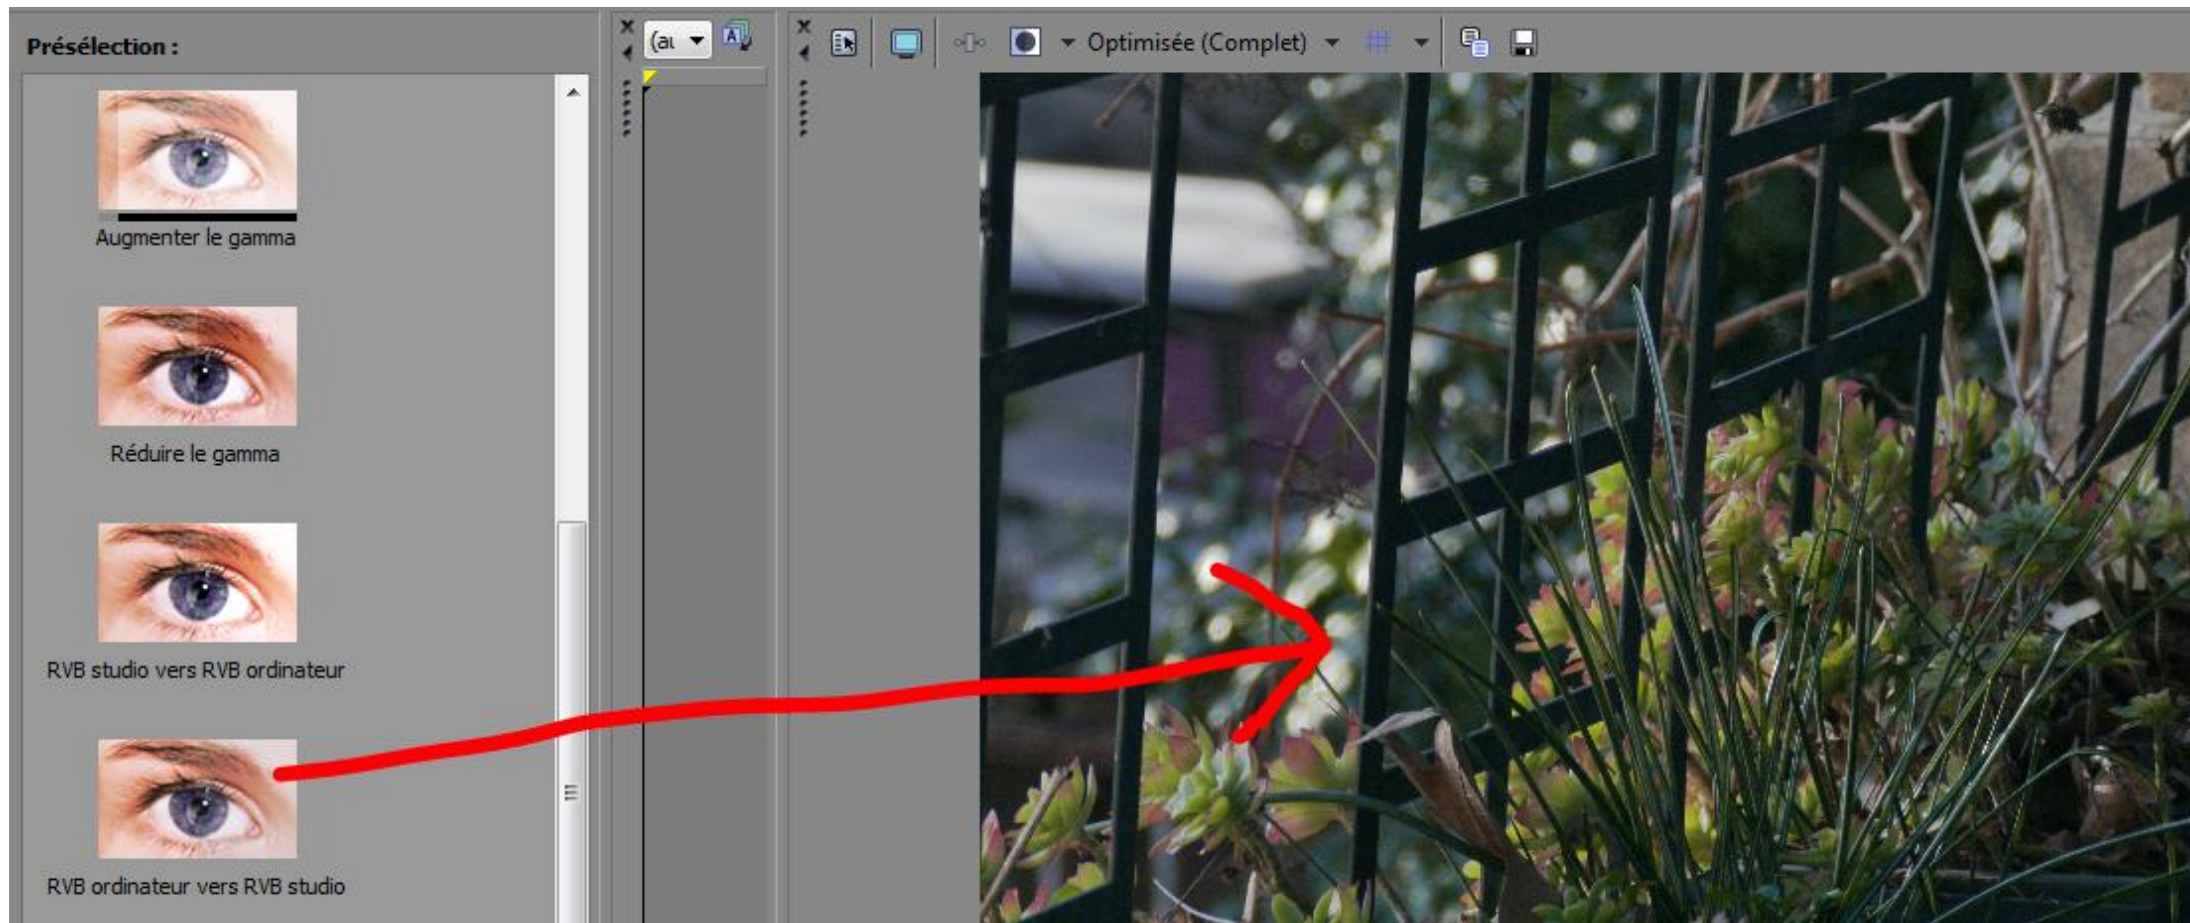 Présélection :
(au
Optimisée (Complet)
Augmenter le gamma
Réduire le gamma
RVB studio vers RVB ordinateur
RVB ordinateur vers RVB studio